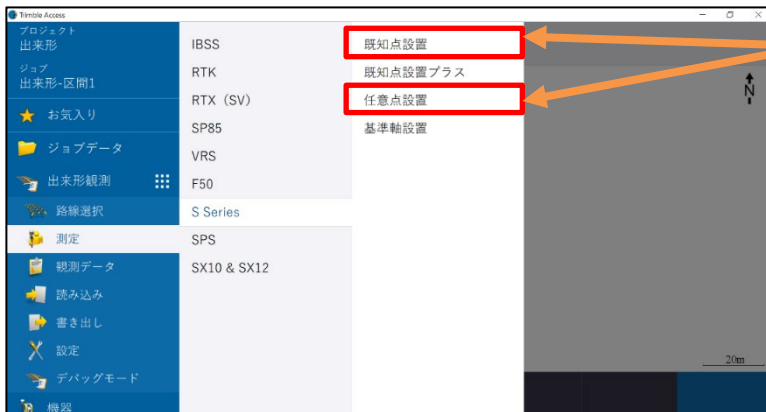 Trimble Access
プロジェクト
出来形
ジョブ
出来形-区間1
お気入り
ジョブデータ
出来形観測
路線選択
測定
観測データ
読み込み
書き出し
設定
デバッグモード
機器
IBSS
RTK
RTX（SV）
SP85
VRS
F50
S Series
SPS
SX10 & SX12
既知点設置
既知点設置プラス
任意点設置
基準軸設置
N
20m